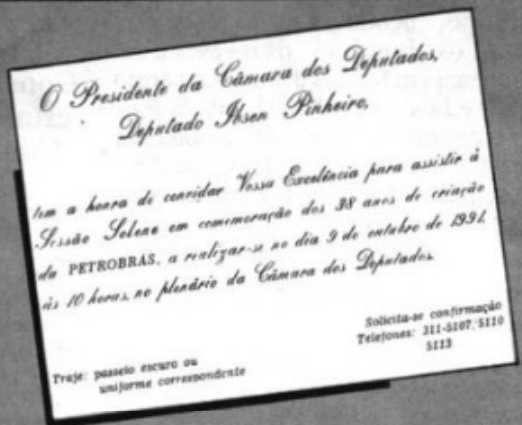 O Presidente da Câmara dos Deputados,
Deputado Ibsen Pinheiro,
tem a honra de convidar Vossa Excelência para assistir à
Sessão Solene em comemoração dos 38 anos de criação
da PETROBRAS, a realizar-se no dia 9 de outubro de 1991,
às 10 horas, no plenário da Câmara dos Deputados.
Traje: passeio escuro ou
uniforme correspondente
Solicita-se confirmação
Telefones: 311-5107/5110
5113